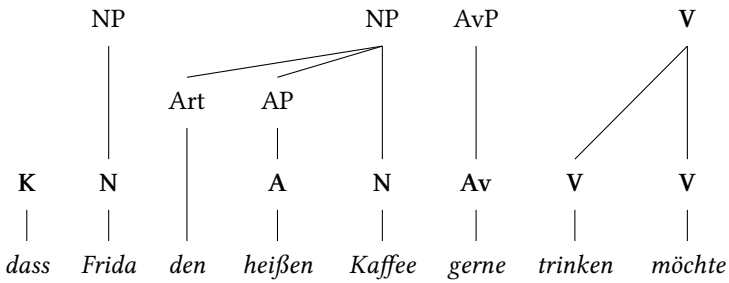 NP NP AvP V
Art AP
K N A N Av V V
dass Frida den heißen Kaffee gerne trinken möchte